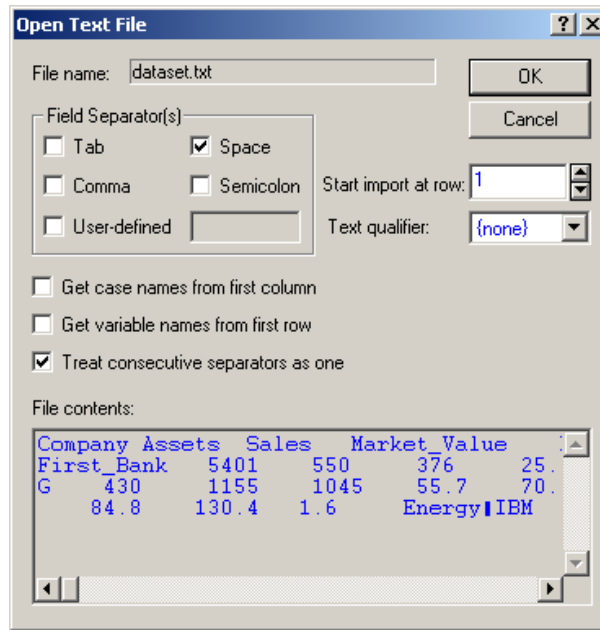 Open Text File
File name: dataset.txt
OK
Cancel
Field Separator(s)
Tab Space
Comma Semicolon
User-defined
Start import at row: 1
Text qualifier: {none}
Get case names from first column
Get variable names from first row
Treat consecutive separators as one
File contents:
Company Assets Sales Market_Value
First_Bank 5401 550 376 25.
G 430 1155 1045 55.7 70.
84.8 130.4 1.6 Energy▮IBM